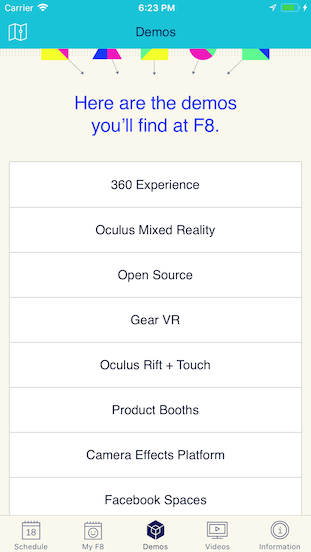 Carrier 6:23 PM
Demos
Here are the demos
you'll find at F8.
360 Experience
Oculus Mixed Reality
Open Source
Gear VR
Oculus Rift + Touch
Product Booths
Camera Effects Platform
Facebook Spaces
18
Schedule My F8 Demos Videos Information